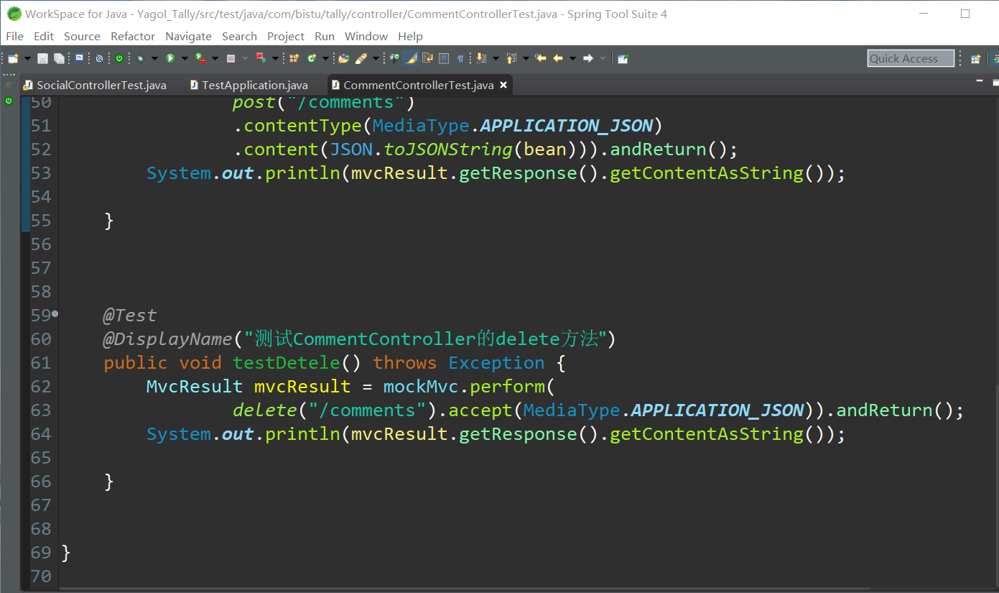 WorkSpace for Java - Yagol_Tally/src/test/java/com/bistu/tally/controller/CommentControllerTest.java - Spring Tool Suite 4
File Edit Source Refactor Navigate Search Project Run Window Help
Quick Access
SocialControllerTest.java TestApplication.java CommentControllerTest.java
50 post("/comments")
51 .contentType(MediaType.APPLICATION_JSON)
52 .content(JSON.toJSONString(bean))).andReturn();
53 System.out.println(mvcResult.getResponse().getContentAsString());
54
55 }
56
57
58
59 @Test
60 @DisplayName("测试CommentController的delete方法")
61 public void testDetele() throws Exception {
62 MvcResult mvcResult = mockMvc.perform(
63 delete("/comments").accept(MediaType.APPLICATION_JSON)).andReturn();
64 System.out.println(mvcResult.getResponse().getContentAsString());
65
66 }
67
68
69 }
70